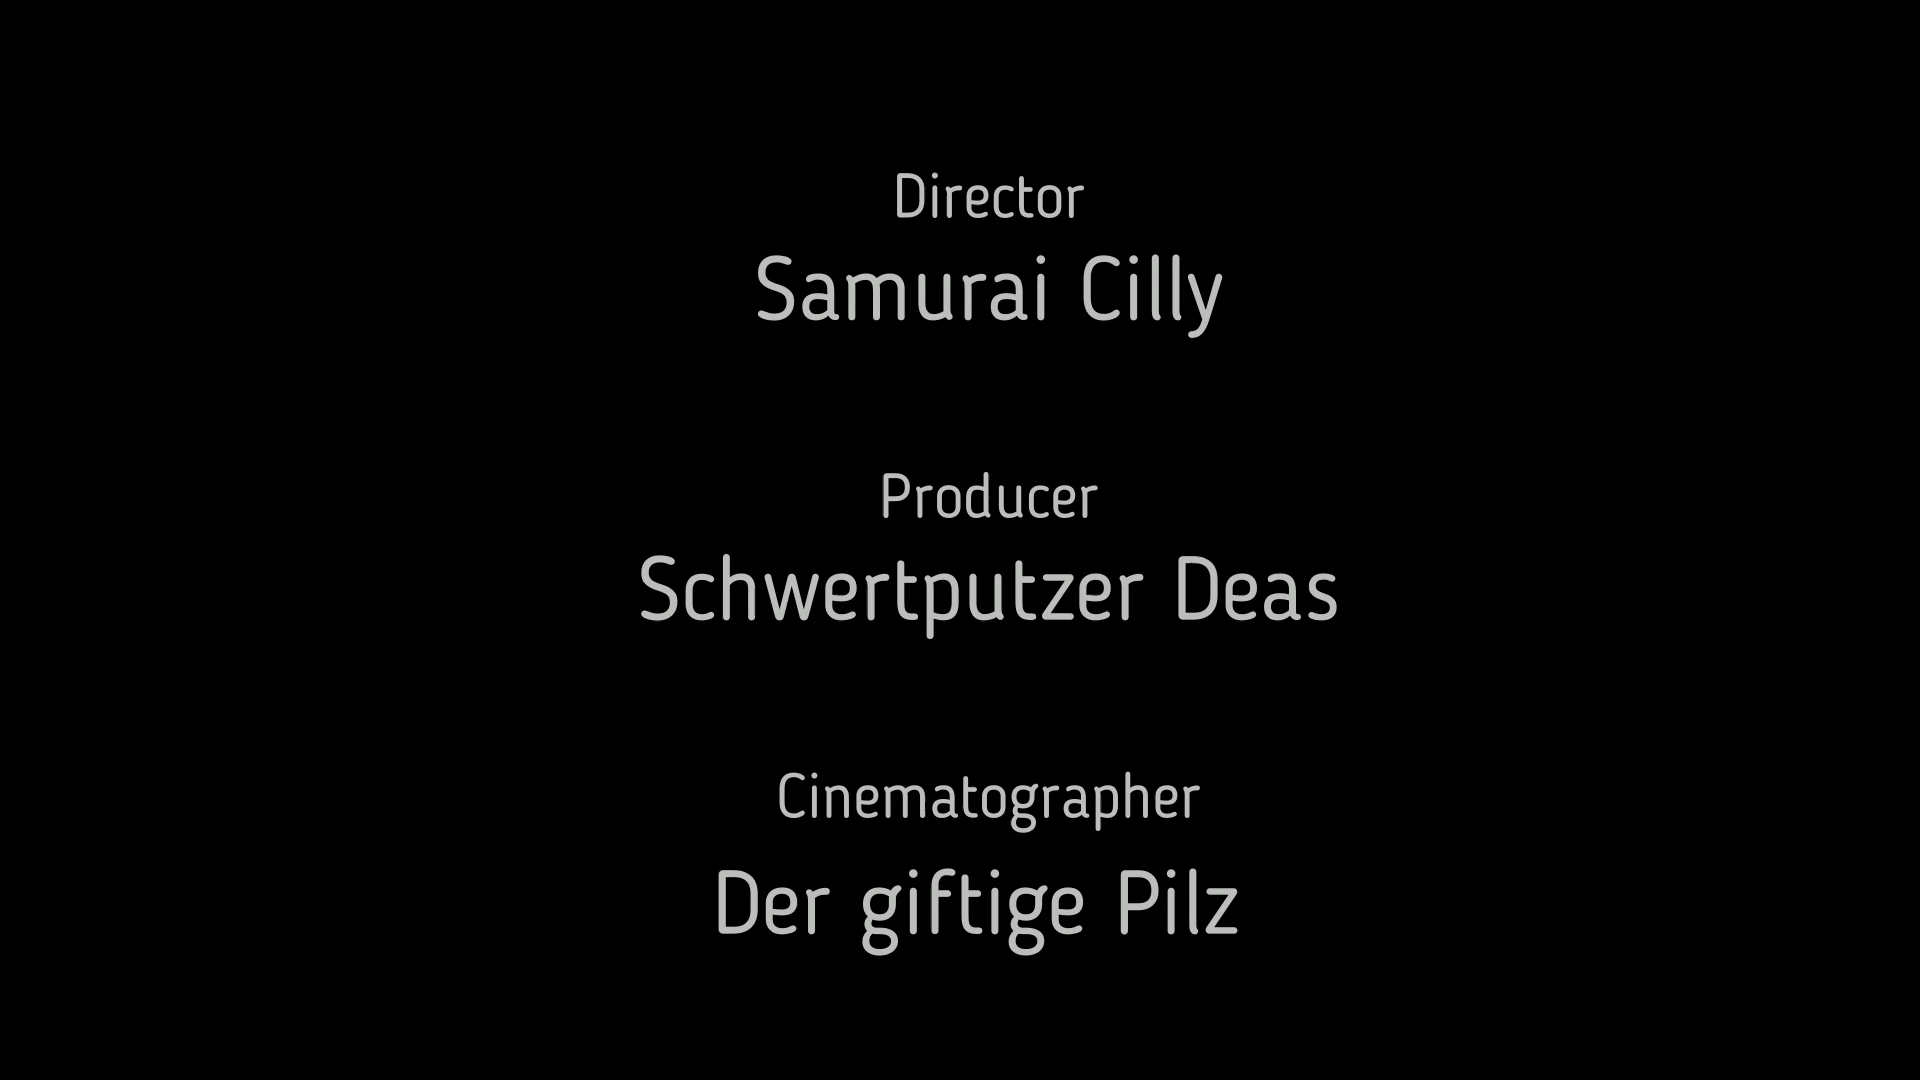 Director
Samurai Cilly
Producer
Schwertputzer Deas
Cinematographer
Der giftige Pilz